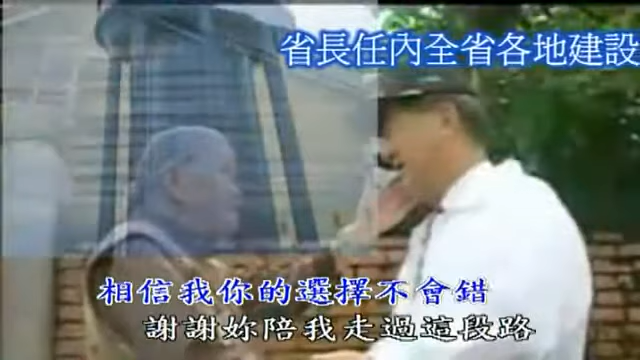 省長任內全省各地建設
相信我你的選擇不會錯
謝謝妳陪我走過這段路